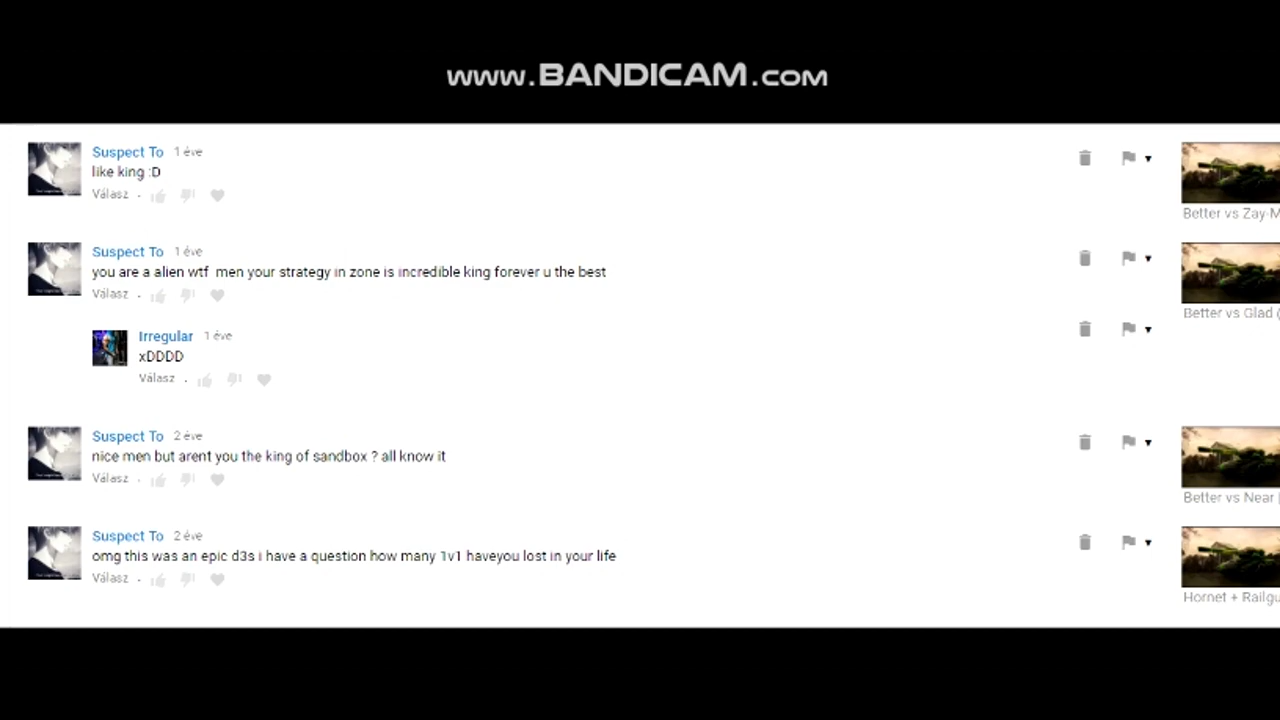 www.BANDICAM.com
Suspect To 1 éve
like king :D
Válasz .
Better vs Zay-M
Suspect To 1 éve
you are a alien wtf men your strategy in zone is incredible king forever u the best
Válasz .
Better vs Glad (
Irregular 1 éve
xDDDD
Válasz .
Suspect To 2 éve
nice men but arent you the king of sandbox ? all know it
Válasz .
Better vs Near
Suspect To 2 éve
omg this was an epic d3s i have a question how many 1v1 haveyou lost in your life
Válasz .
Hornet + Railgu